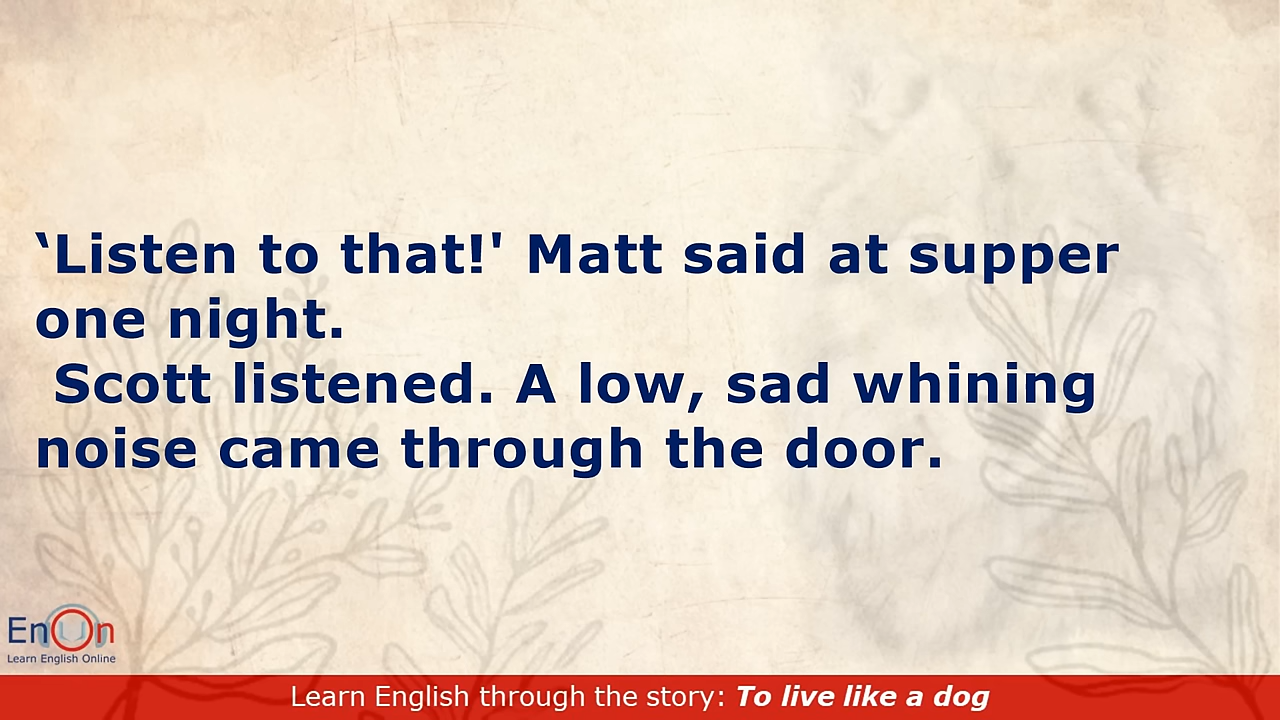 ‘Listen to that!' Matt said at supper
one night.
Scott listened. A low, sad whining
noise came through the door.
EnOn
Learn English Online
Learn English through the story: To live like a dog